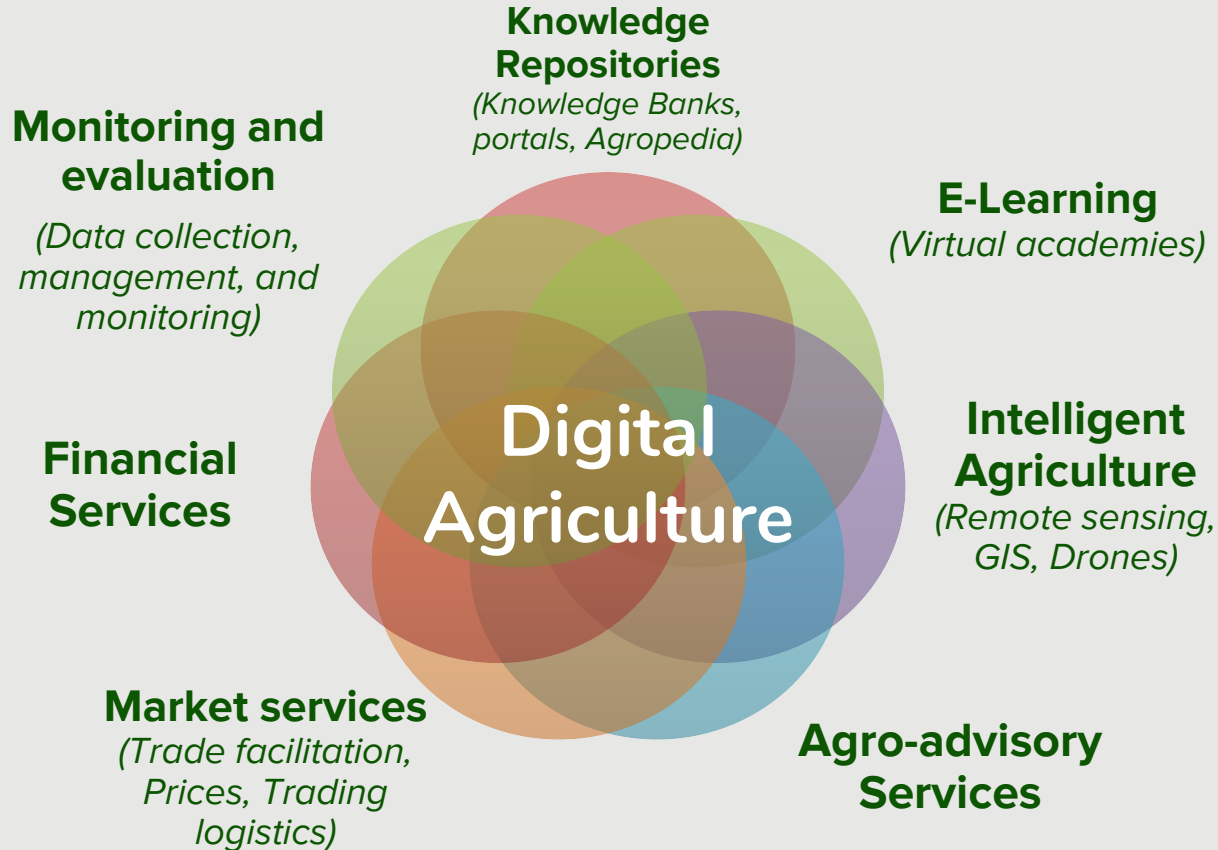 Knowledge
Repositories
(Knowledge Banks,
portals, Agropedia)
Monitoring and
evaluation
(Data collection,
management, and
monitoring)
E-Learning
(Virtual academies)
Digital
Agriculture
Financial
Services
Intelligent
Agriculture
(Remote sensing,
GIS, Drones)
Market services
(Trade facilitation,
Prices, Trading
logistics)
Agro-advisory
Services